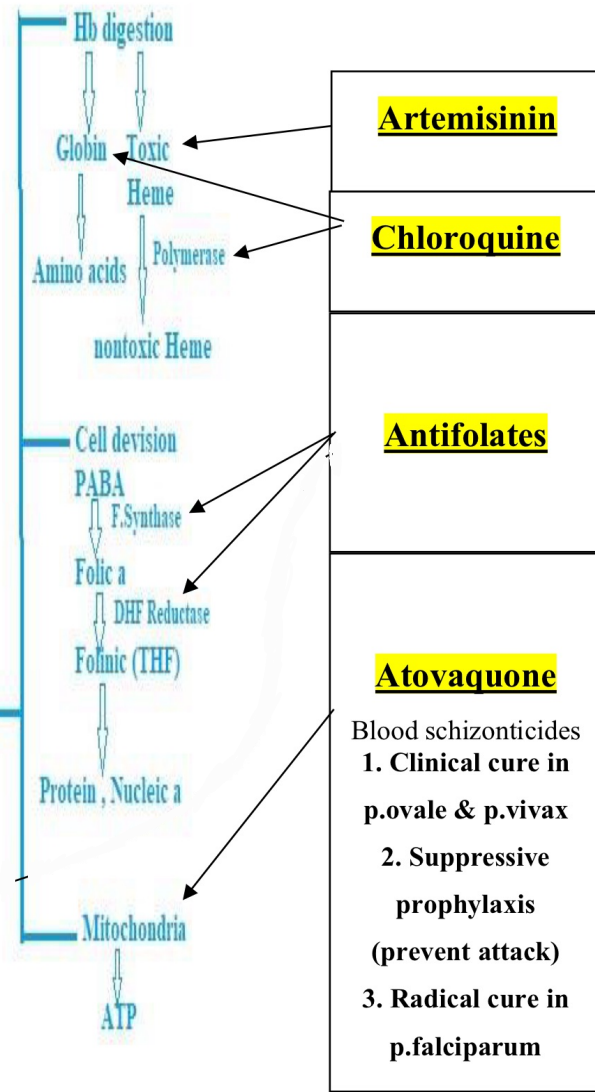 Hb digestion
Globin Toxic
Heme
Polymerase
Amino acids
nontoxic Heme
Cell devision
PABA
F.Synthase
Folic a
DHF Reductase
Folinic (THF)
Protein , Nucleic a
Mitochondria
ATP
Artemisinin
Chloroquine
Antifolates
Atovaquone
Blood schizonticides
1. Clinical cure in
p.ovale & p.vivax
2. Suppressive
prophylaxis
(prevent attack)
3. Radical cure in
p.falciparum